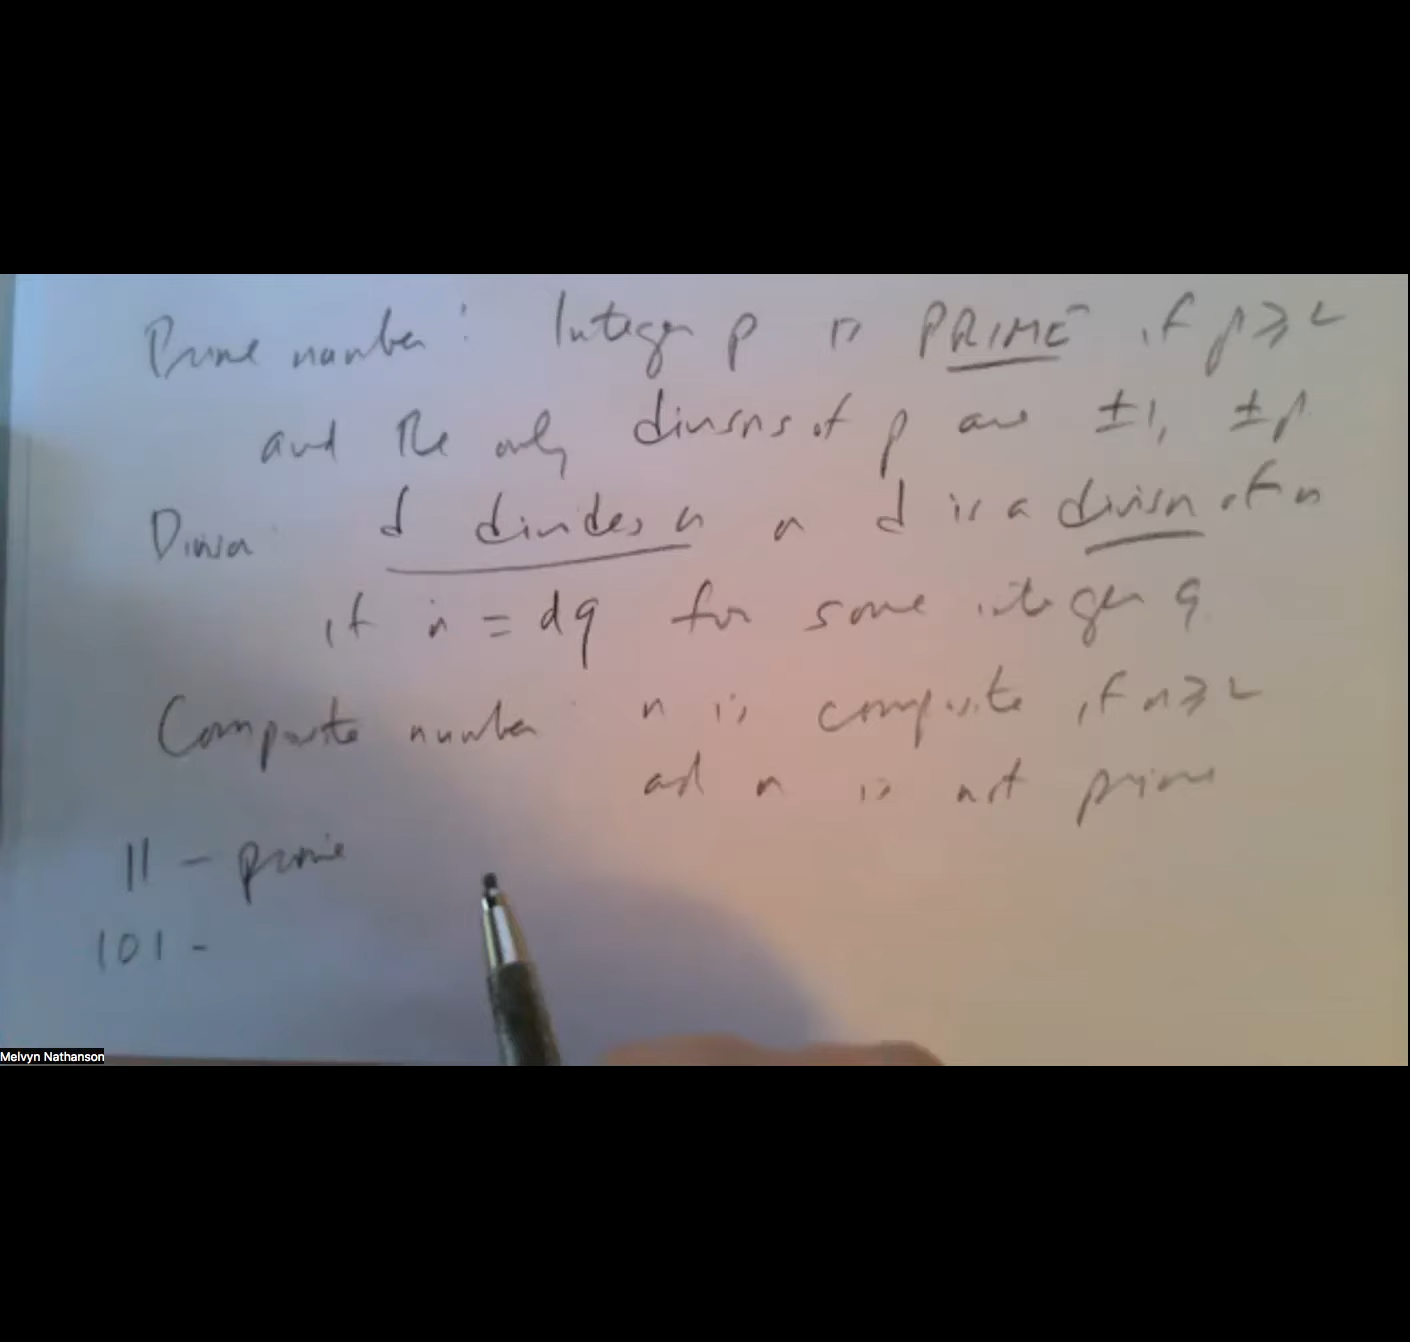 Prime number: Integer p is PRIME if p ⩾ 2
and the only divisors of p are ±1, ±p
Divisor d divides n or d is a divisor of n
if n = dq for some integer q
Composite number: n is composite if n ⩾ 2
and n is not prime
11 - prime
101 -
Melvyn Nathanson